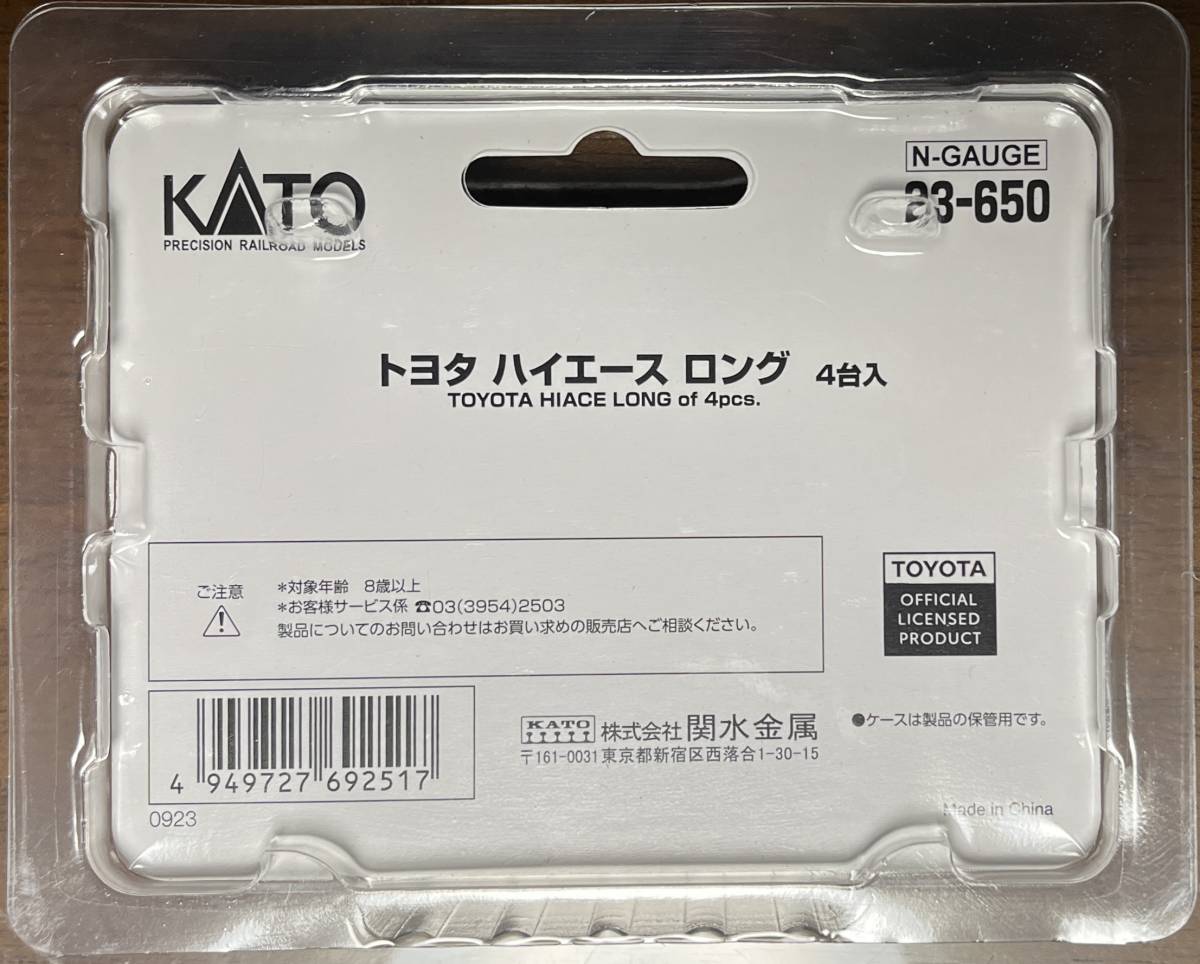 KATO
PRECISION RAILROAD MODELS
N-GAUGE
23-650
トヨタ ハイエース ロング 4台入
TOYOTA HIACE LONG of 4pcs.
ご注意
*対象年齢 8歳以上
*お客様サービス係 ☎03(3954)2503
製品についてのお問い合わせはお買い求めの販売店へご相談ください。
TOYOTA
OFFICIAL
LICENSED
PRODUCT
4 949727 692517
0923
KATO 株式会社 関水金属
〒161-0031 東京都新宿区西落合1-30-15
●ケースは製品の保管用です。
Made in China